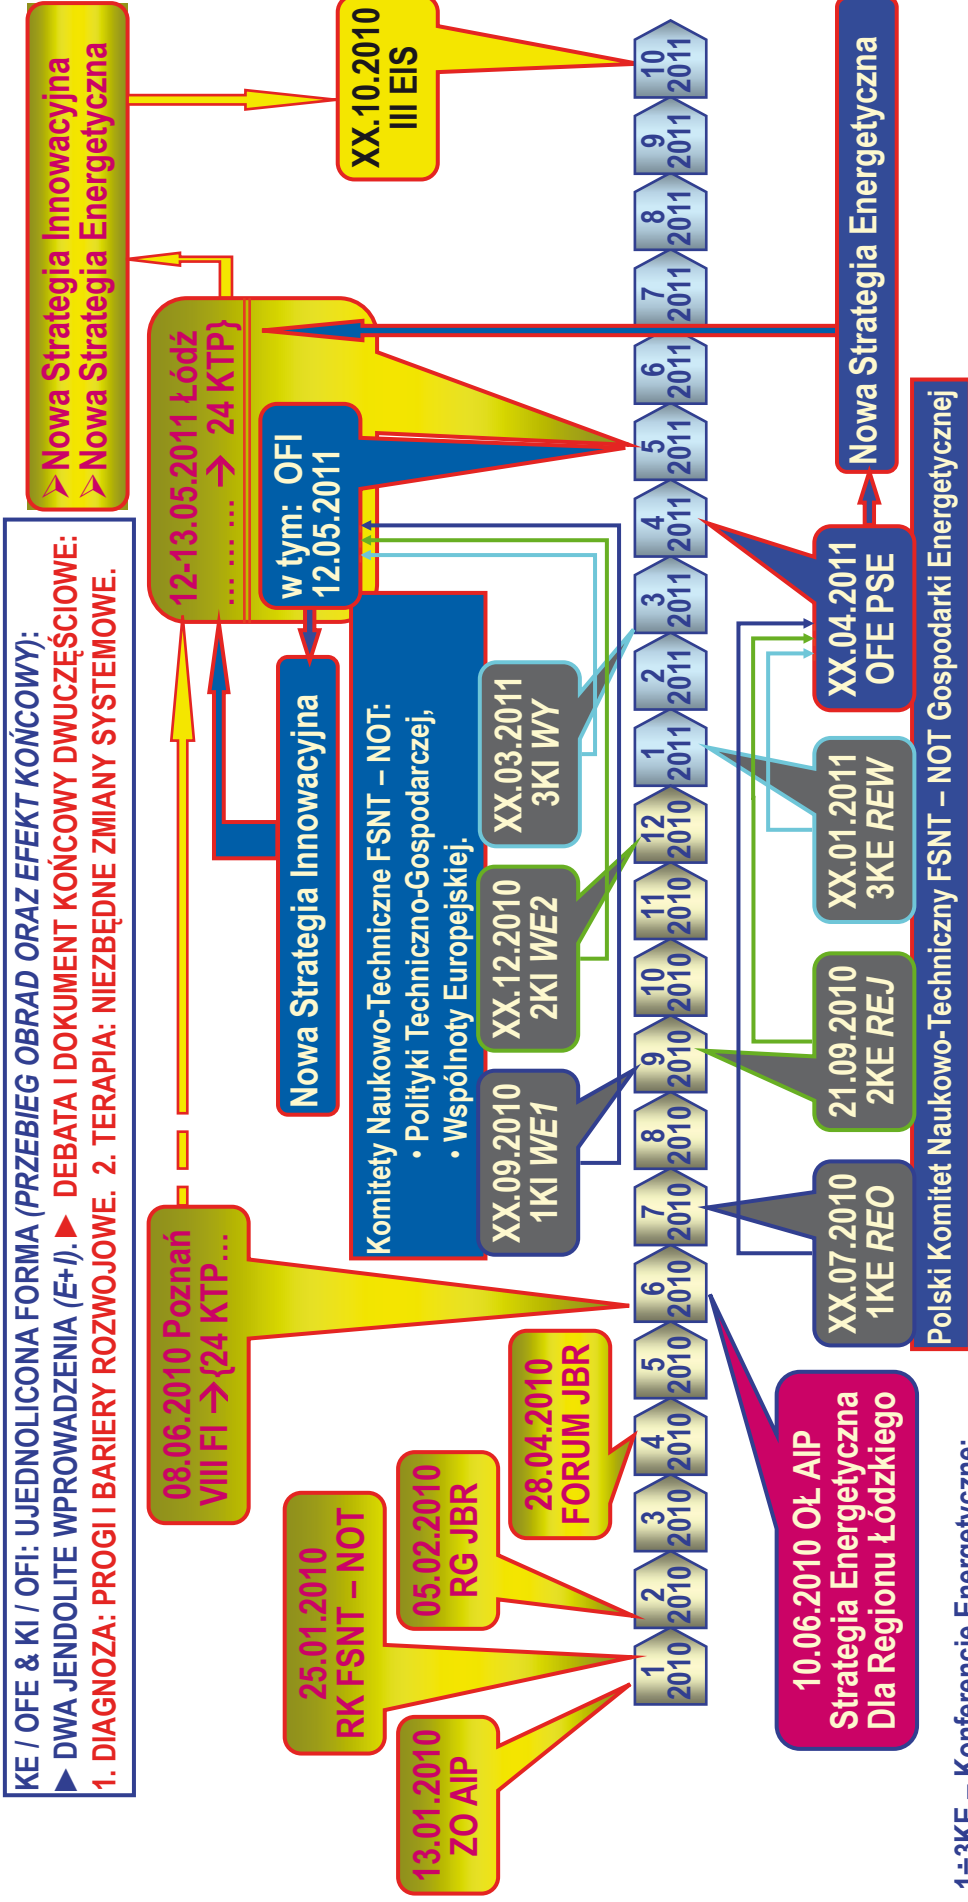 KE / OFE & KI / OFI: UJEDNOLICONA FORMA (PRZEBIEG OBRAD ORAZ EFEKT KOŃCOWY):
► DWA JENDOLITE WPROWADZENIA (E+I). ► DEBATA I DOKUMENT KOŃCOWY DWUCZĘŚCIOWE:
1. DIAGNOZA: PROGI I BARIERY ROZWOJOWE. 2. TERAPIA: NIEZBĘDNE ZMIANY SYSTEMOWE.
➢ Nowa Strategia Innowacyjna
➢ Nowa Strategia Energetyczna
08.06.2010 Poznań
VIII FI →{24 KTP...
12-13.05.2011 Łódź
... ... ... → 24 KTP}
w tym: OFI
12.05.2011
XX.10.2010
III EIS
25.01.2010
RK FSNT – NOT
13.01.2010
ZO AIP
05.02.2010
RG JBR
28.04.2010
FORUM JBR
Nowa Strategia Innowacyjna
Komitety Naukowo-Techniczne FSNT – NOT:
• Polityki Techniczno-Gospodarczej,
• Wspólnoty Europejskiej.
XX.09.2010
1KI WE1
XX.12.2010
2KI WE2
XX.03.2011
3KI WY
1
2010
2
2010
3
2010
4
2010
5
2010
6
2010
7
2010
8
2010
9
2010
10
2010
11
2010
12
2010
1
2011
2
2011
3
2011
4
2011
5
2011
6
2011
7
2011
8
2011
9
2011
10
2011
10.06.2010 OŁ AIP
Strategia Energetyczna
Dla Regionu Łódzkiego
XX.07.2010
1KE REO
21.09.2010
2KE REJ
XX.01.2011
3KE REW
XX.04.2011
OFE PSE
Nowa Strategia Energetyczna
Polski Komitet Naukowo-Techniczny FSNT – NOT Gospodarki Energetycznej
1÷3KE – Konferencje Energetyczne: